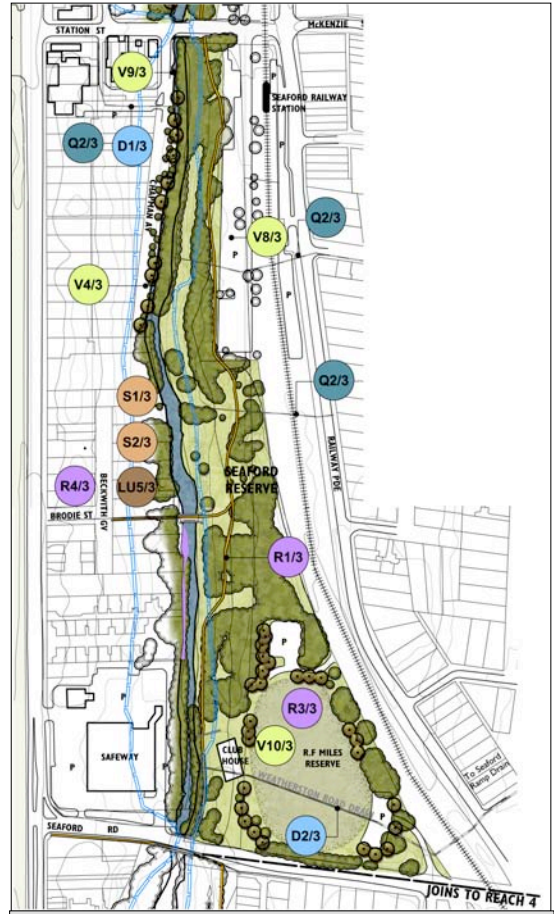 STATION ST
McKENZIE
V9/3
P
SEAFORD RAILWAY
STATION
P
P
Q2/3
D1/3
CHAPMAN AV
Q2/3
V8/3
P
V4/3
P
Q2/3
S1/3
S2/3
RAILWAY PDE
SEAFORD
RESERVE
R4/3
LU5/3
BECKWITH GV
BRODIE ST
R1/3
P
R3/3
P
V10/3
CLUB
HOUSE
R.F MILES
RESERVE
SAFEWAY
To Seaford
Ramp Drain
P
P
WEATHERSTON ROAD DRAIN
P
D2/3
SEAFORD RD
JOINS TO REACH 4